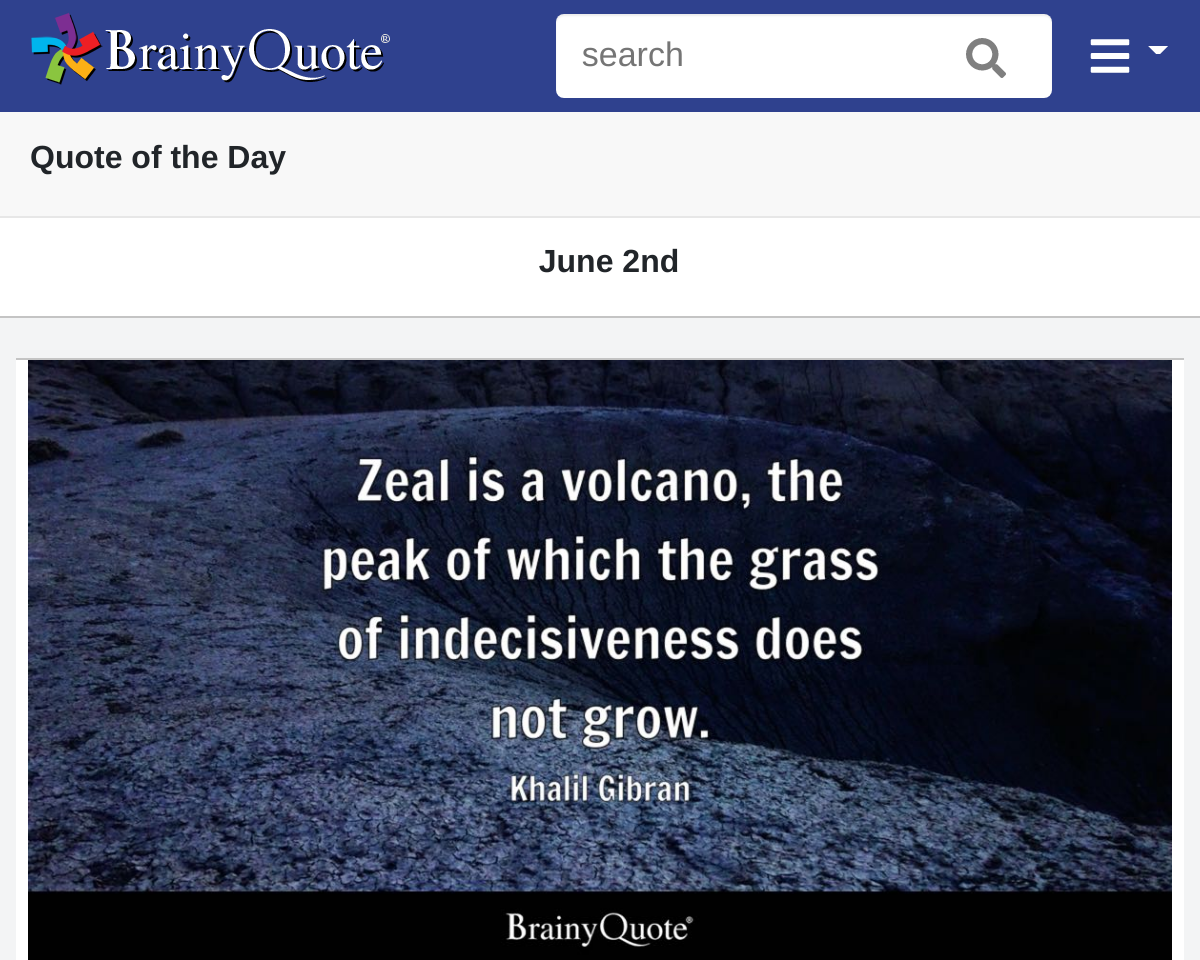 BrainyQuote®
search
Quote of the Day
June 2nd
Zeal is a volcano, the
peak of which the grass
of indecisiveness does
not grow.
Khalil Gibran
BrainyQuote®